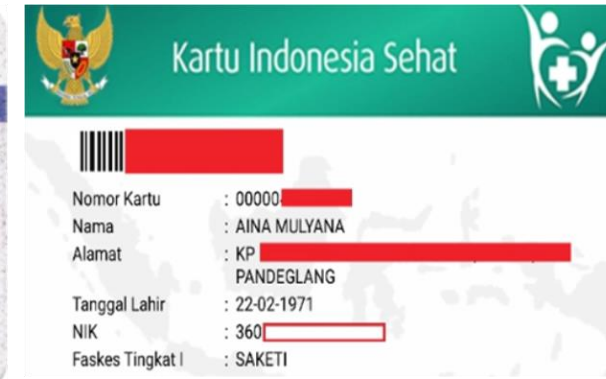 Kartu Indonesia Sehat
Nomor Kartu : 00000
Nama : AINA MULYANA
Alamat : KP
PANDEGLANG
Tanggal Lahir : 22-02-1971
NIK : 360
Faskes Tingkat I : SAKETI